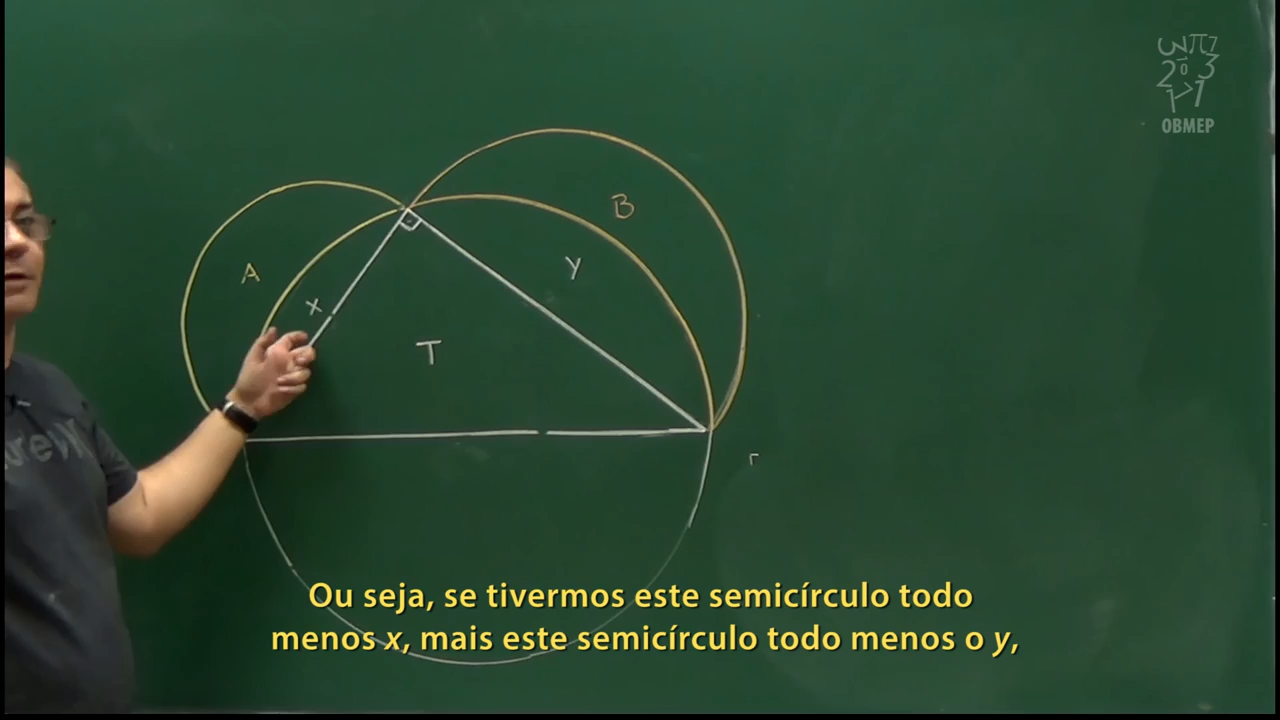 OBMEP
B
A
y
x
T
Ou seja, se tivermos este semicírculo todo
menos x, mais este semicírculo todo menos o y,